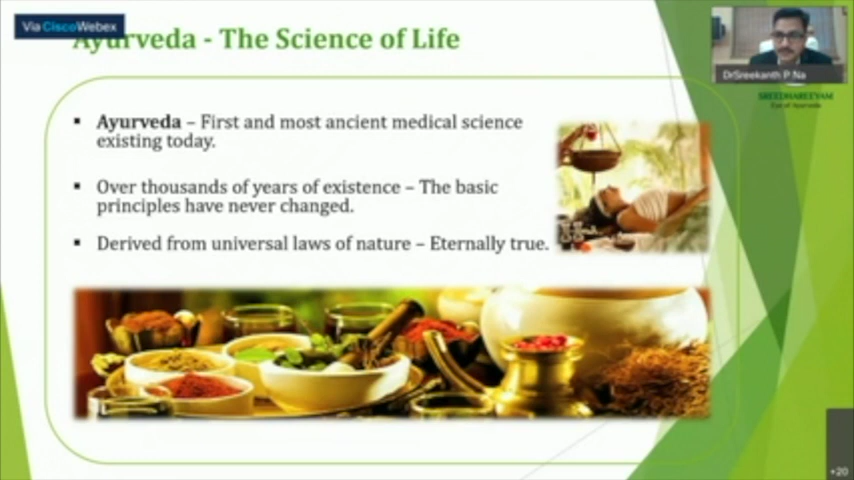 Via Cisco Webex
Ayurveda - The Science of Life
DrSreekanth P Na
SREEDHAREEYAM
Eye of Ayurveda
▪ Ayurveda – First and most ancient medical science
existing today.
▪ Over thousands of years of existence – The basic
principles have never changed.
▪ Derived from universal laws of nature – Eternally true.
+20